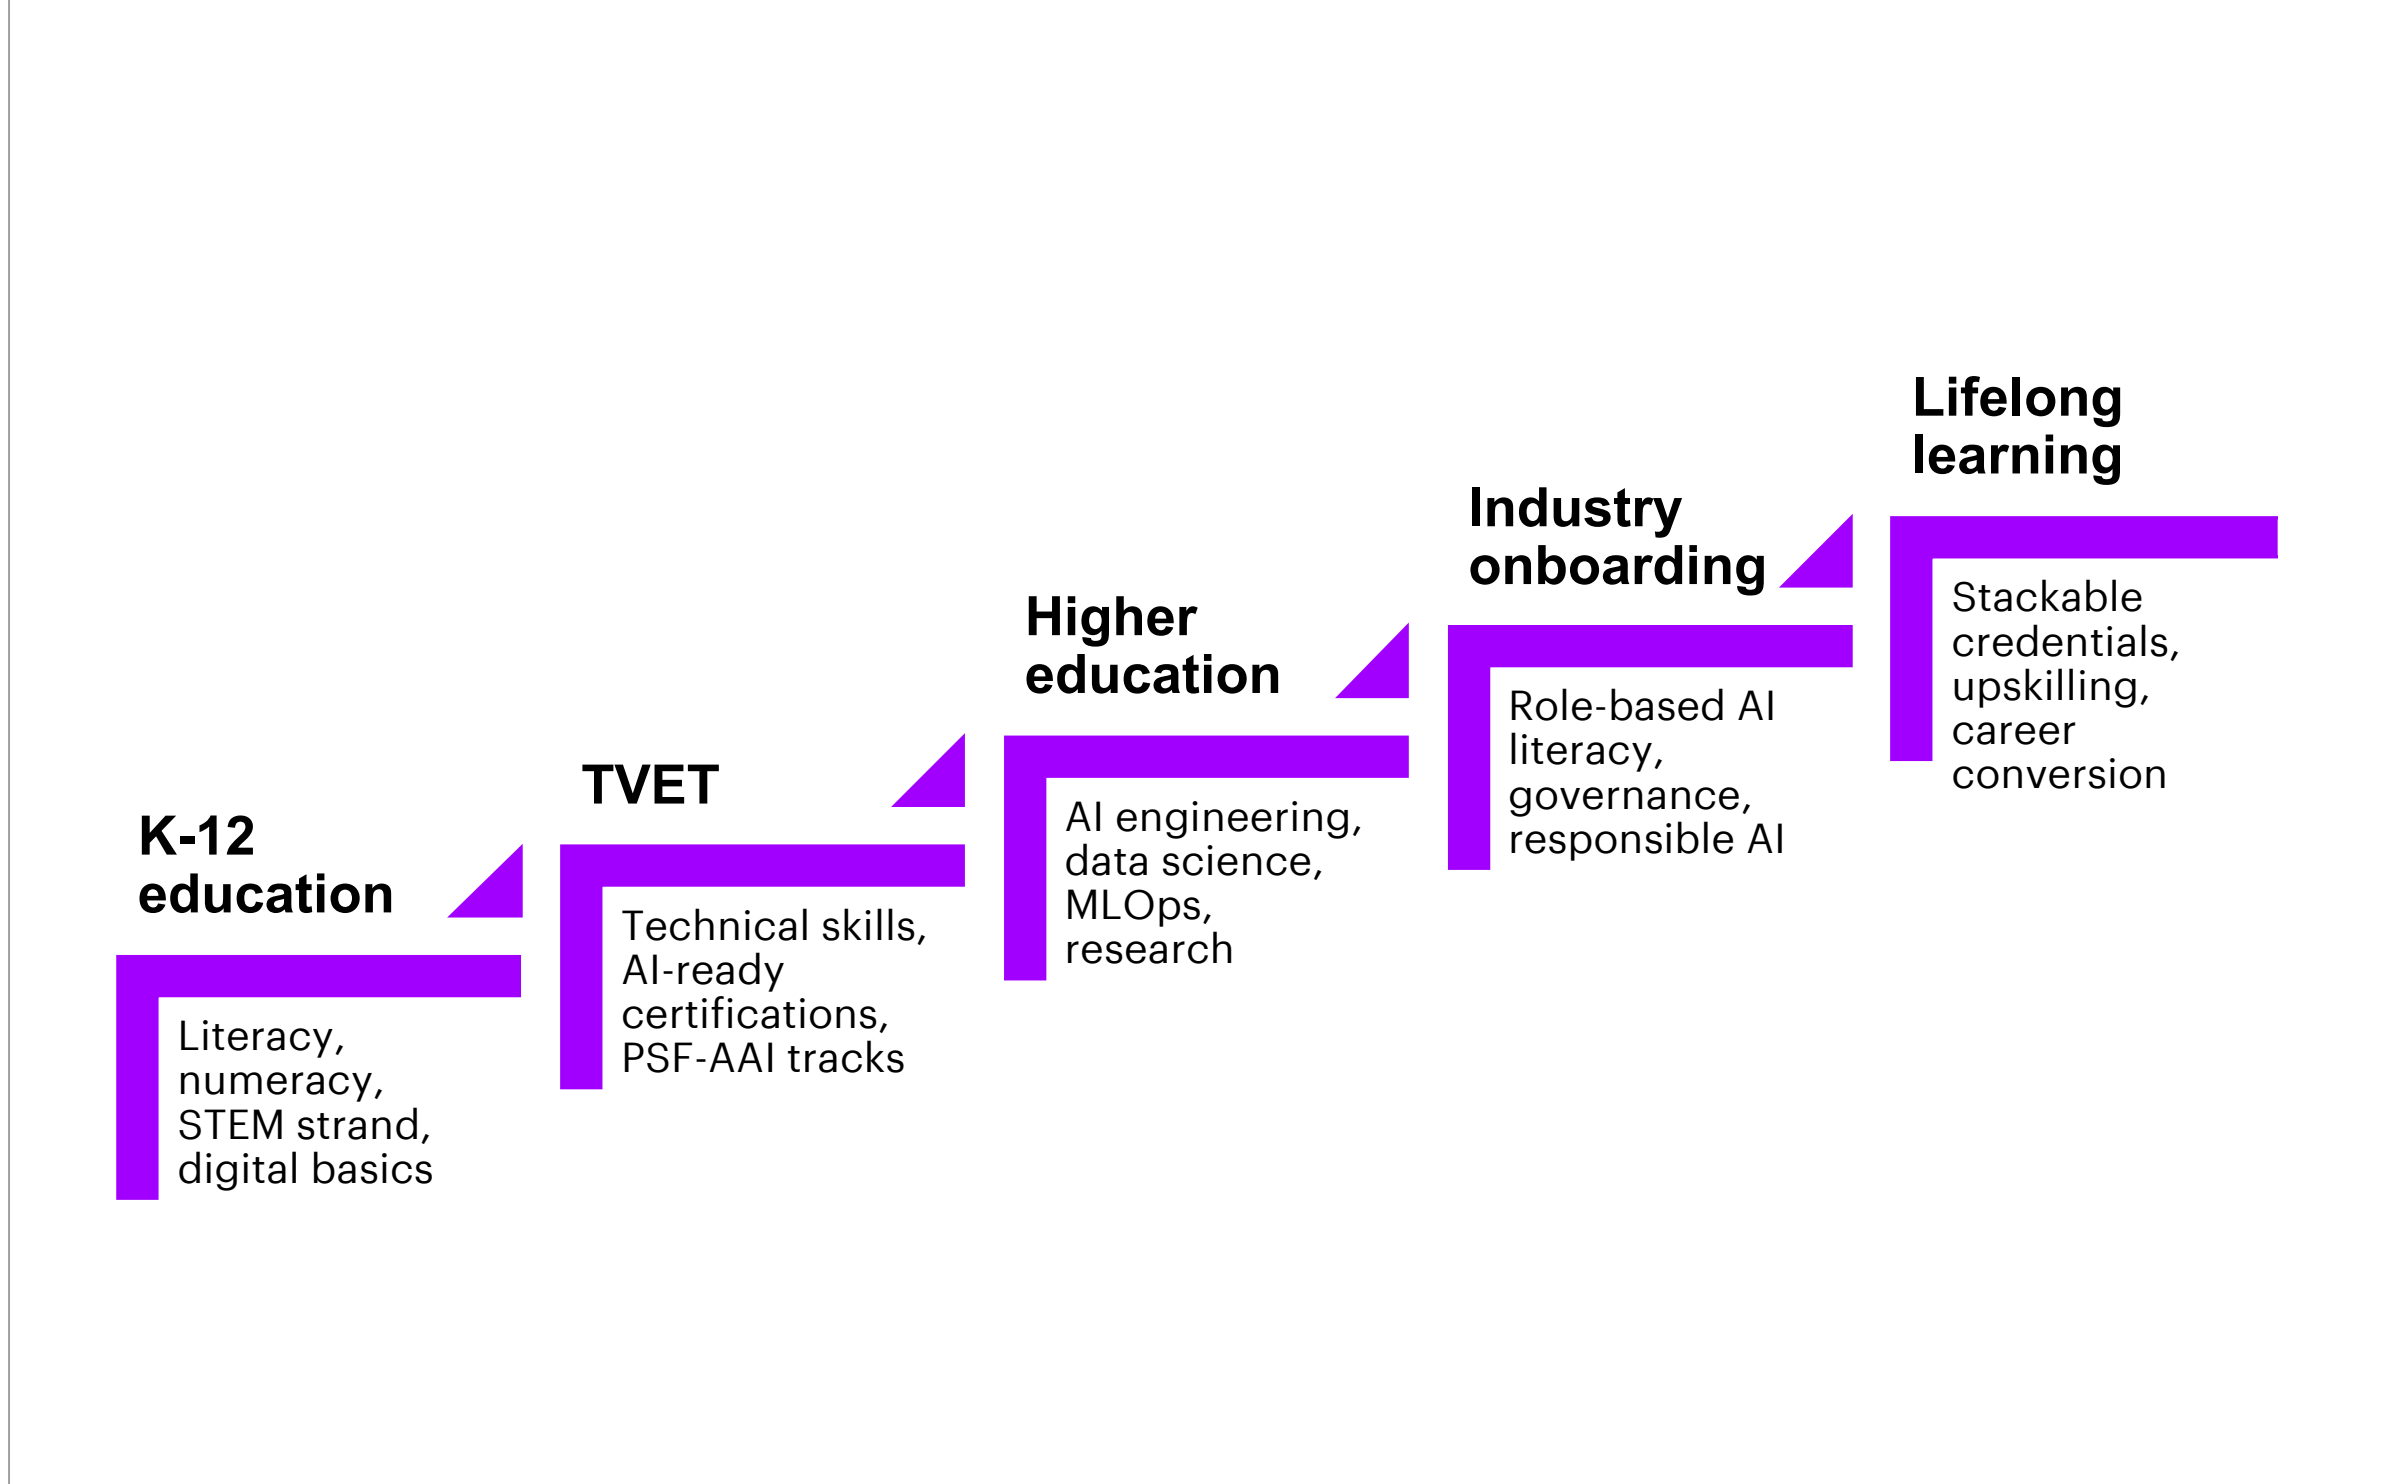 K-12
education
Literacy,
numeracy,
STEM strand,
digital basics
TVET
Technical skills,
AI-ready
certifications,
PSF-AAI tracks
Higher
education
AI engineering,
data science,
MLOps,
research
Industry
onboarding
Role-based AI
literacy,
governance,
responsible AI
Lifelong
learning
Stackable
credentials,
upskilling,
career
conversion